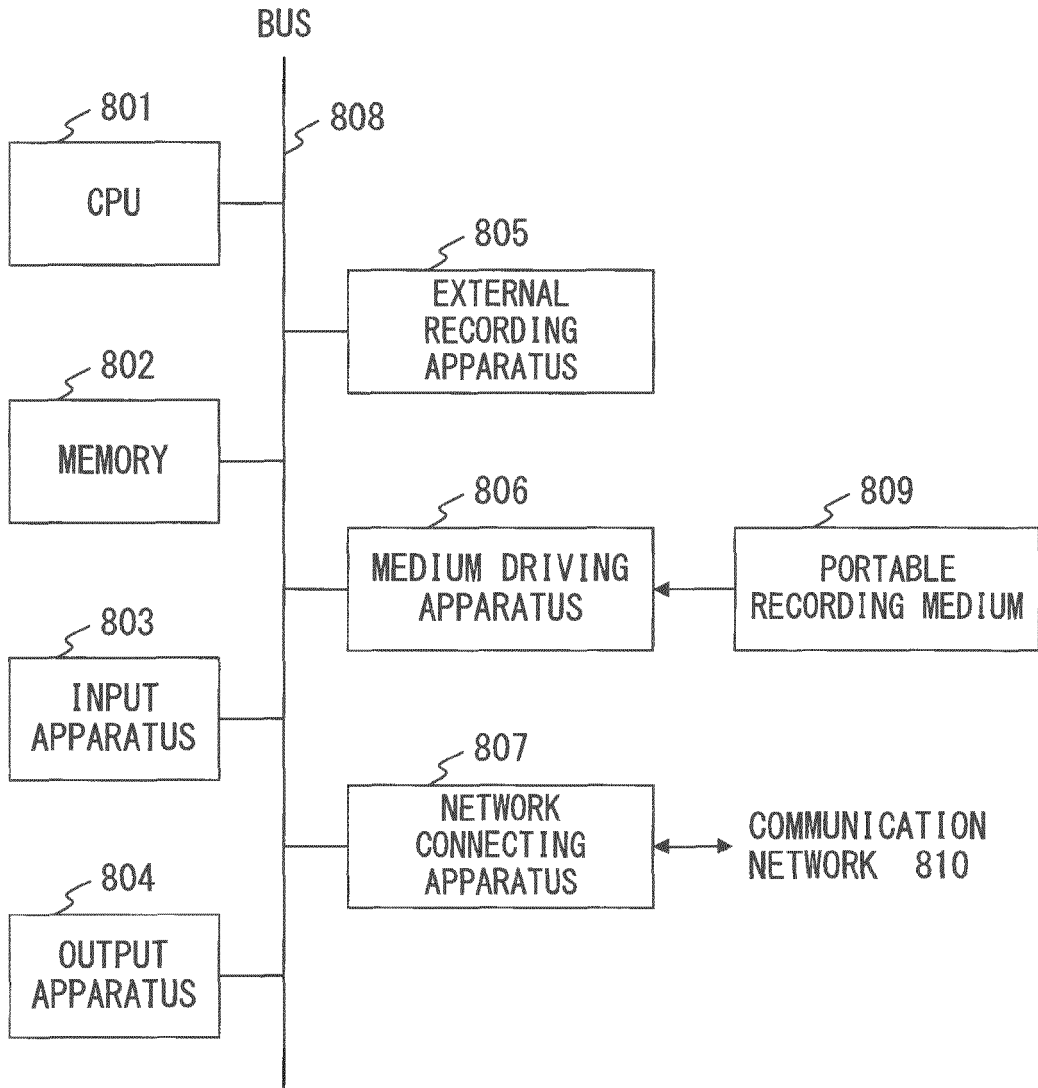 BUS
808
801
CPU
805
EXTERNAL
RECORDING
APPARATUS
802
MEMORY
806
MEDIUM DRIVING
APPARATUS
809
PORTABLE
RECORDING MEDIUM
803
INPUT
APPARATUS
807
NETWORK
CONNECTING
APPARATUS
COMMUNICATION
NETWORK 810
804
OUTPUT
APPARATUS